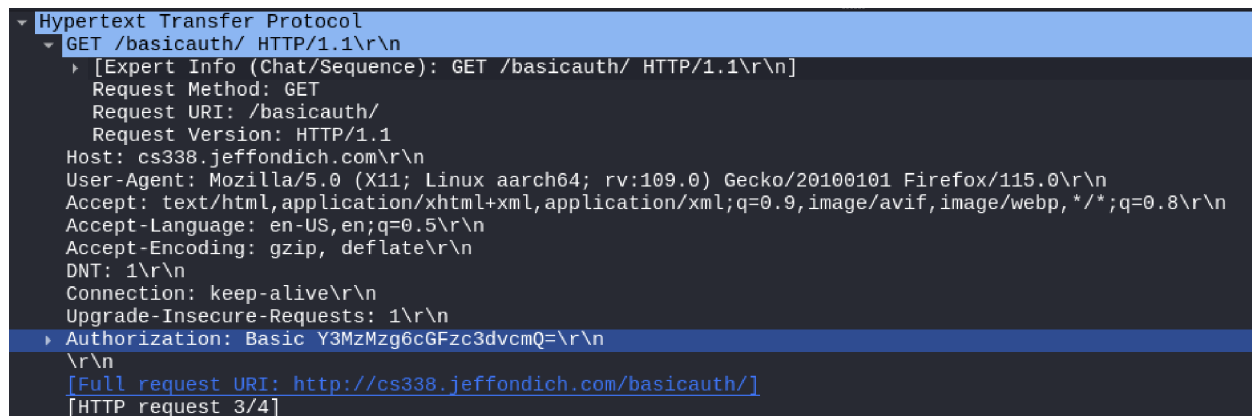 Hypertext Transfer Protocol
GET /basicauth/ HTTP/1.1\r\n
[Expert Info (Chat/Sequence): GET /basicauth/ HTTP/1.1\r\n]
Request Method: GET
Request URI: /basicauth/
Request Version: HTTP/1.1
Host: cs338.jeffondich.com\r\n
User-Agent: Mozilla/5.0 (X11; Linux aarch64; rv:109.0) Gecko/20100101 Firefox/115.0\r\n
Accept: text/html,application/xhtml+xml,application/xml;q=0.9,image/avif,image/webp,*/*;q=0.8\r\n
Accept-Language: en-US,en;q=0.5\r\n
Accept-Encoding: gzip, deflate\r\n
DNT: 1\r\n
Connection: keep-alive\r\n
Upgrade-Insecure-Requests: 1\r\n
Authorization: Basic Y3MzMzg6cGFzc3dvcmQ=\r\n
\r\n
[Full request URI: http://cs338.jeffondich.com/basicauth/]
[HTTP request 3/4]